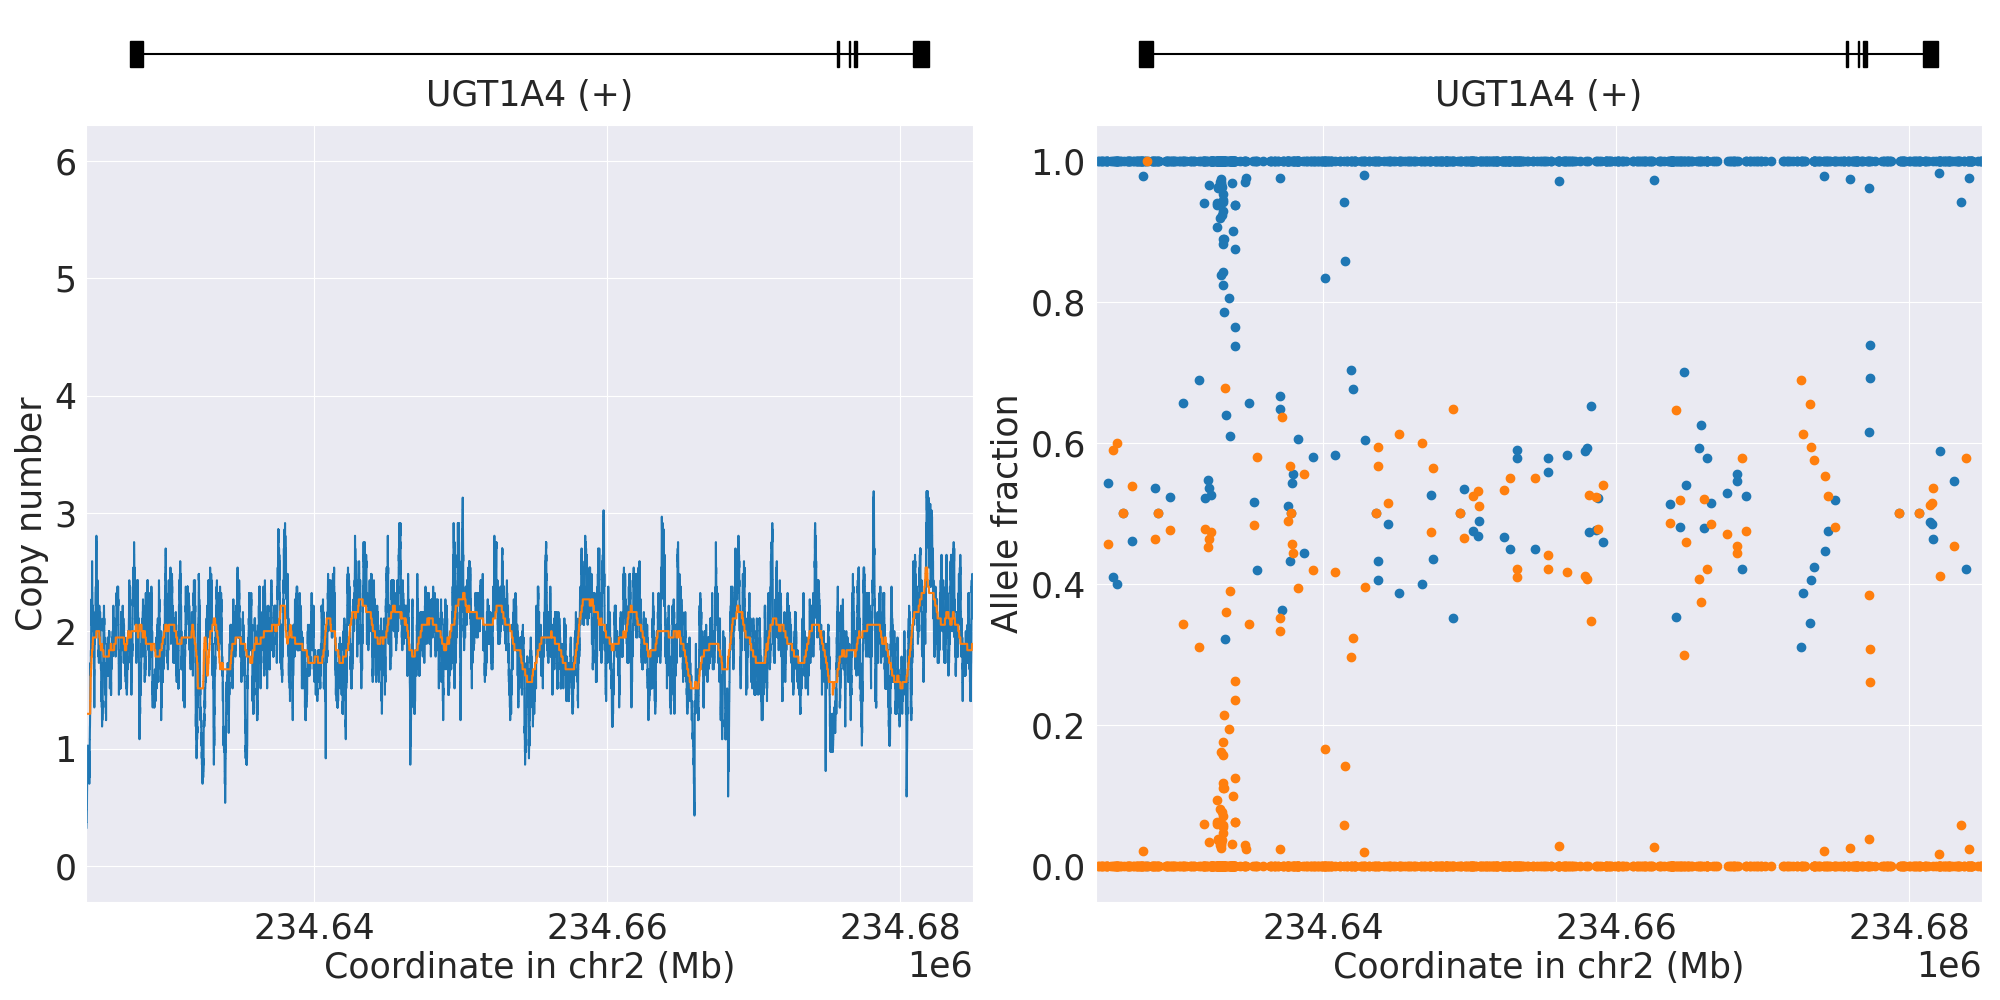 UGT1A4 (+)
Copy number
6
5
4
3
2
1
0
234.64 234.66 234.68
Coordinate in chr2 (Mb)
1e6
UGT1A4 (+)
Allele fraction
1.0
0.8
0.6
0.4
0.2
0.0
234.64 234.66 234.68
Coordinate in chr2 (Mb)
1e6